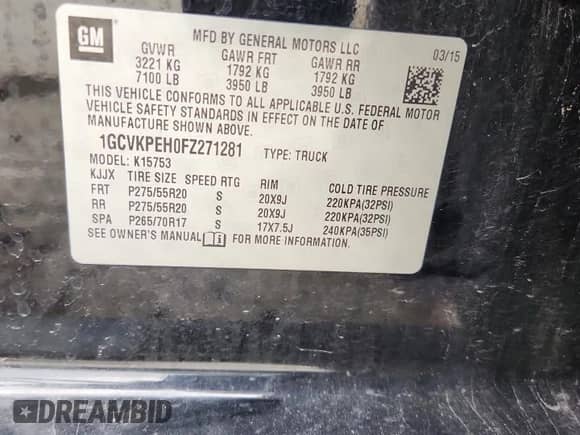 GM
MFD BY GENERAL MOTORS LLC 03/15
GVWR GAWR FRT GAWR RR
3221 KG 1792 KG 1792 KG
7100 LB 3950 LB 3950 LB
THIS VEHICLE CONFORMS TO ALL APPLICABLE U.S. FEDERAL MOTOR
VEHICLE SAFETY STANDARDS IN EFFECT ON THE DATE OF
MANUFACTURE SHOWN ABOVE.
1GCVKPEH0FZ271281 TYPE: TRUCK
MODEL: K15753
KJJX TIRE SIZE SPEED RTG RIM COLD TIRE PRESSURE
FRT P275/55R20 S 20X9J 220KPA(32PSI)
RR P275/55R20 S 20X9J 220KPA(32PSI)
SPA P265/70R17 S 17X7.5J 240KPA(35PSI)
SEE OWNER'S MANUAL FOR MORE INFORMATION.
DREAMBID